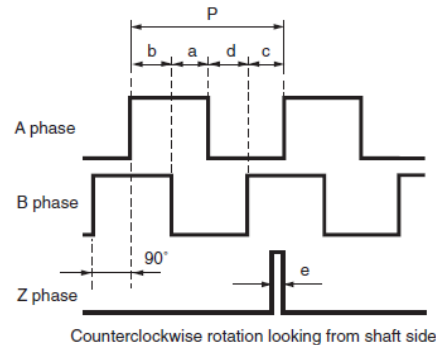 P
b a d c
A phase
B phase
90°
e
Z phase
Counterclockwise rotation looking from shaft side